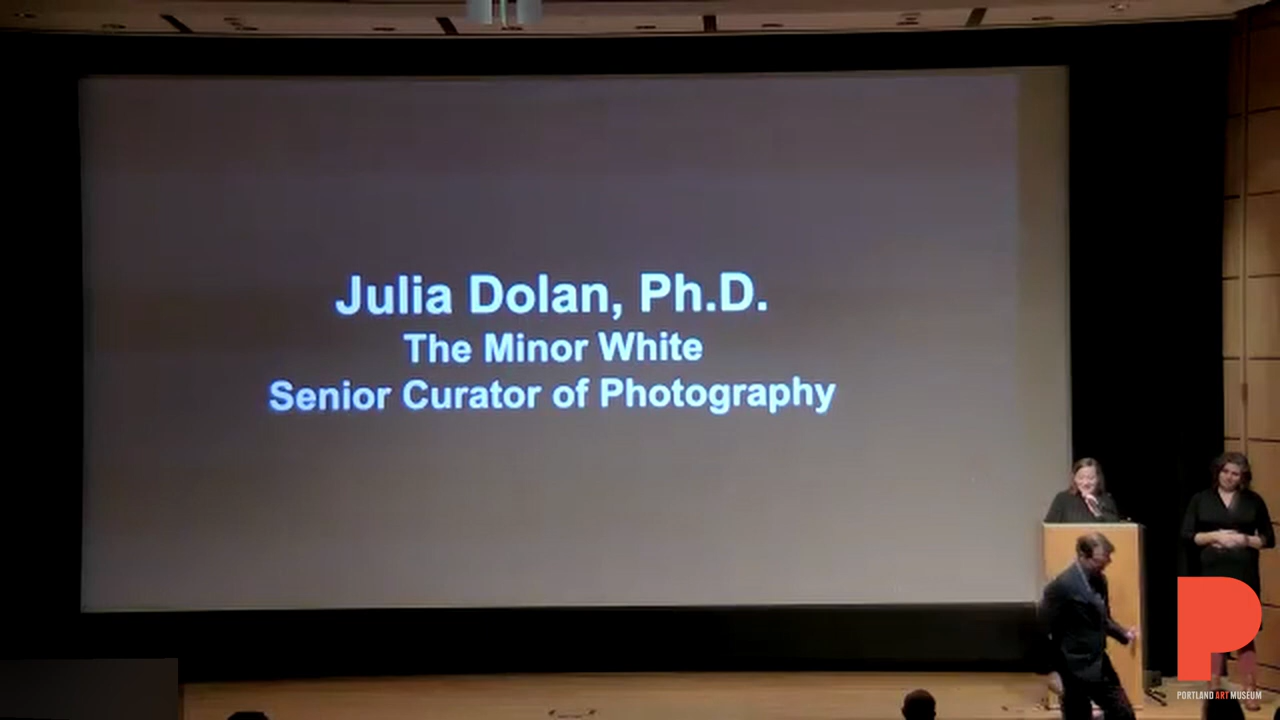 Julia Dolan, Ph.D.
The Minor White
Senior Curator of Photography
P
PORTLAND ART MUSEUM